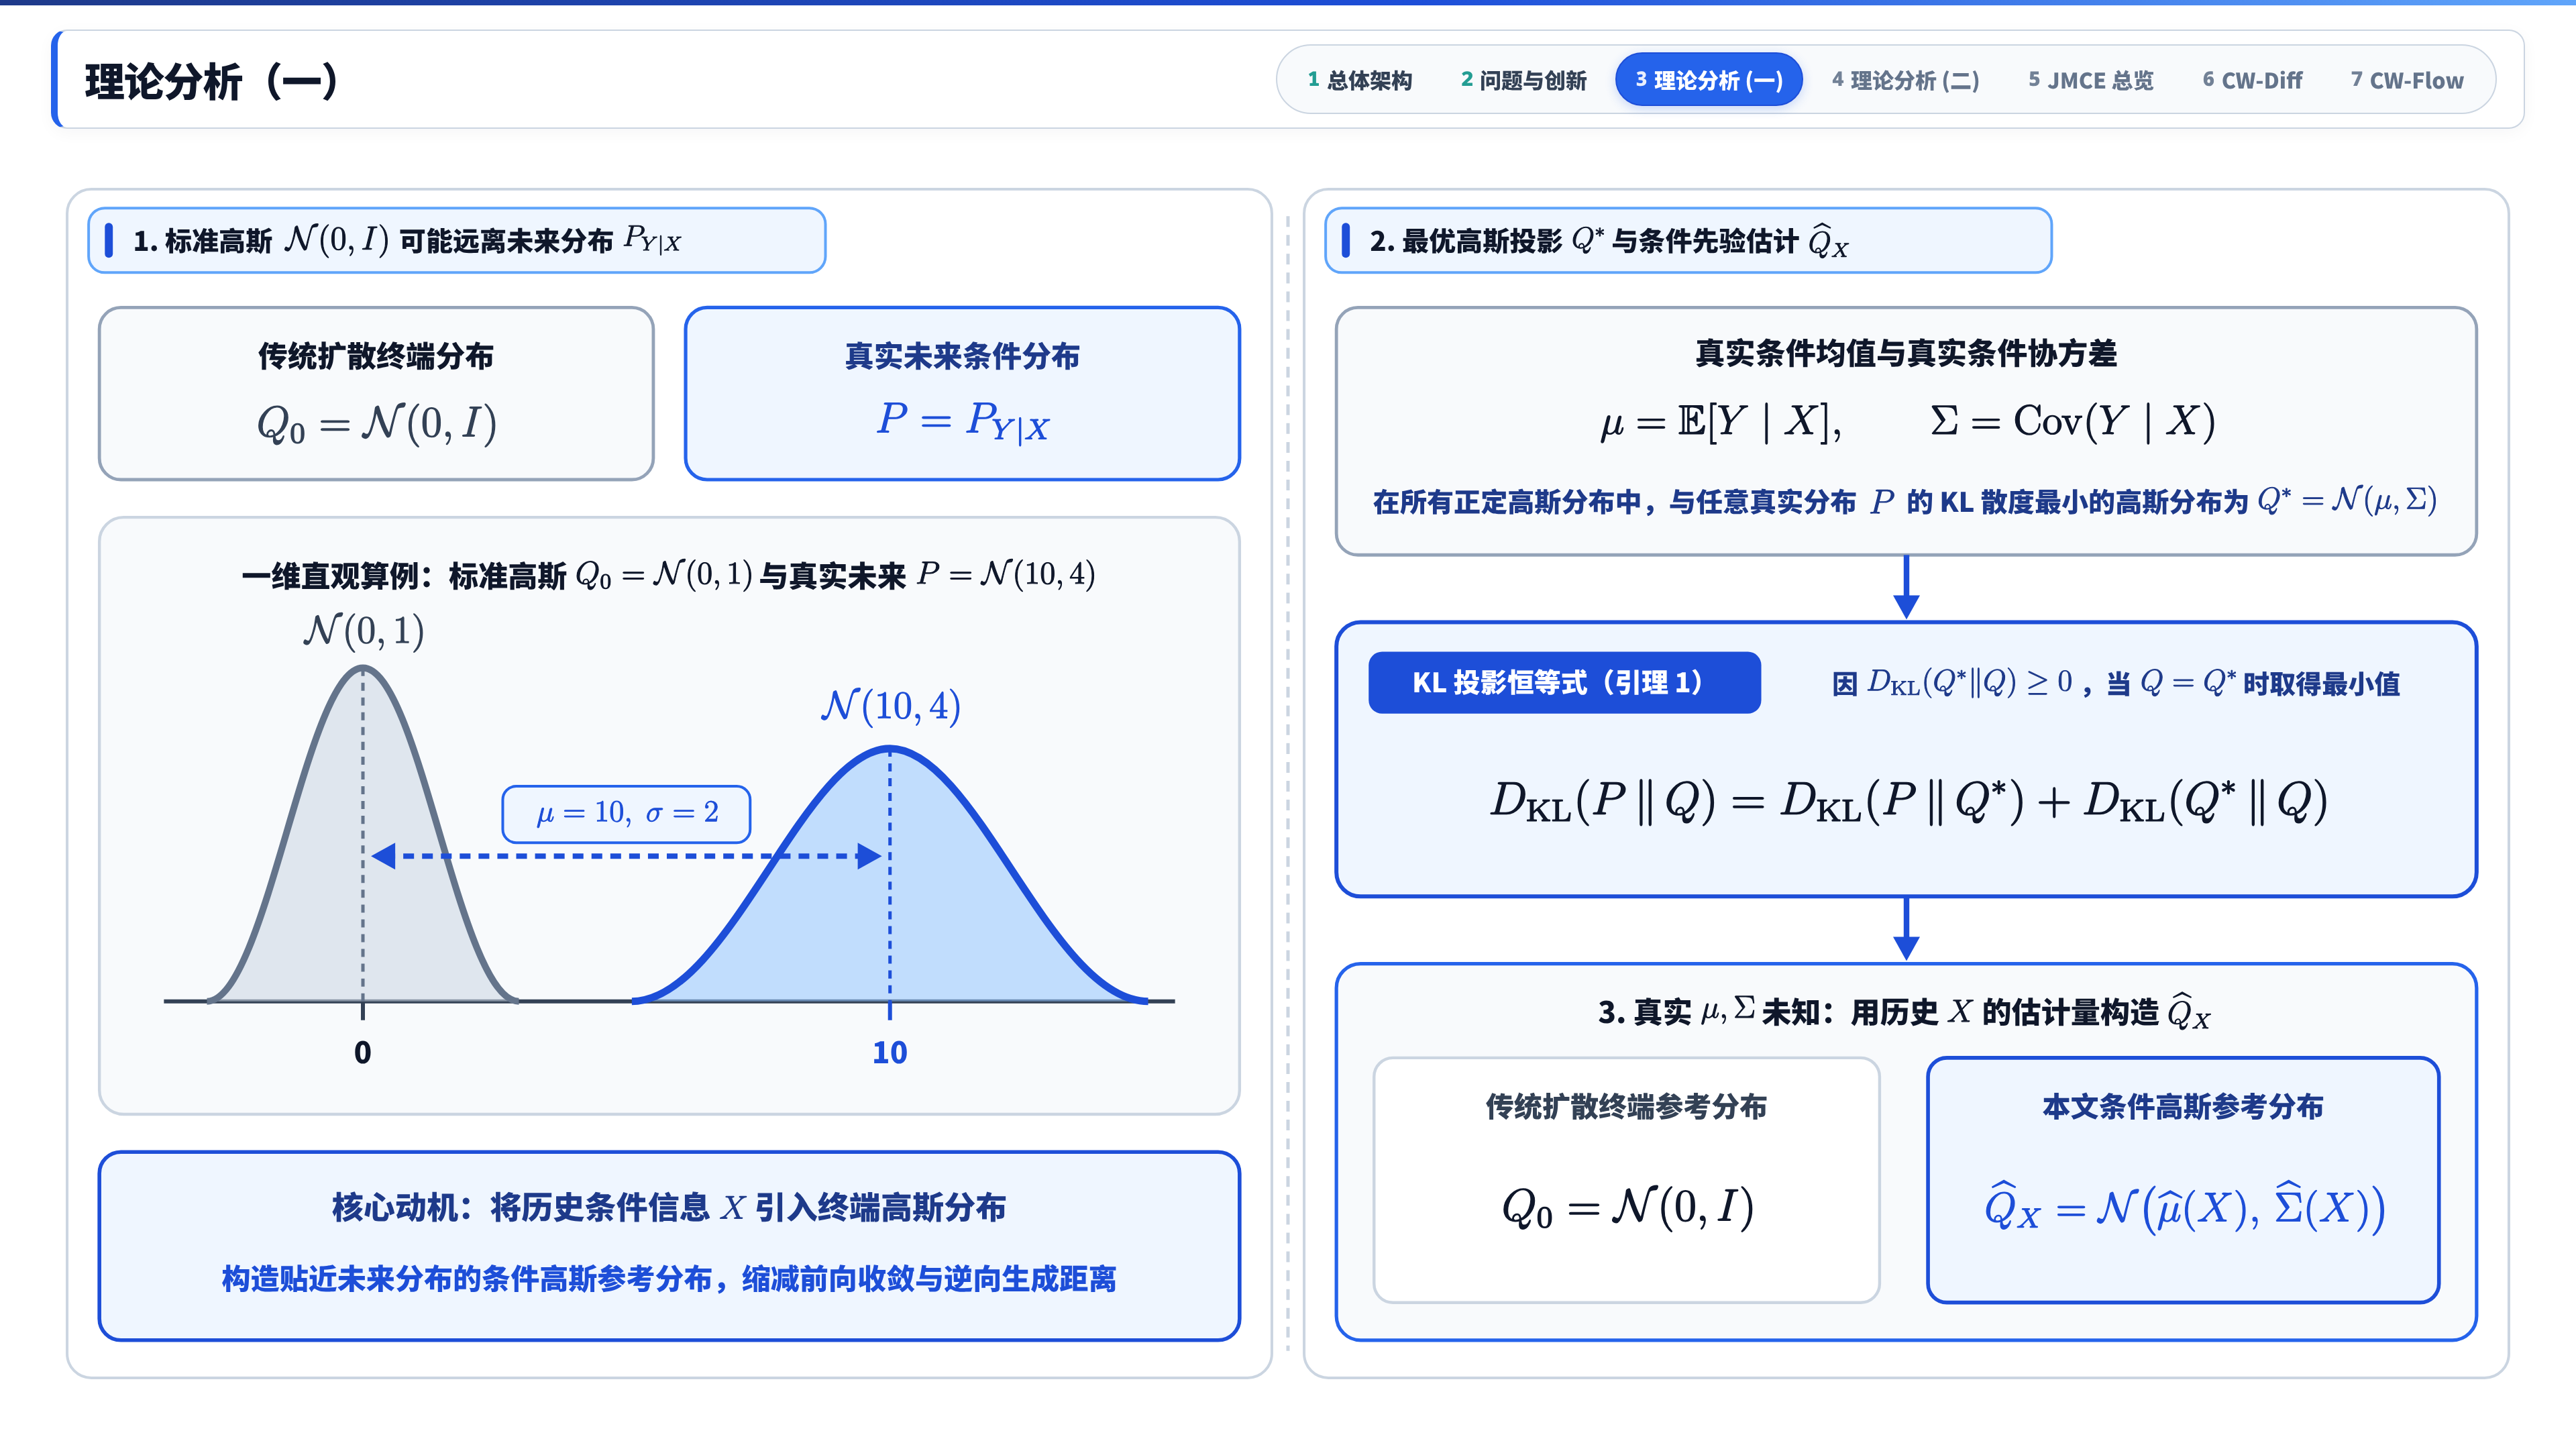 理论分析（一）
1 总体架构
2 问题与创新
3 理论分析 (一)
4 理论分析 (二)
5 JMCE 总览
6 CW-Diff
7 CW-Flow
1. 标准高斯 𝒩(0, I) 可能远离未来分布 P_{Y|X}
传统扩散终端分布
Q₀ = 𝒩(0, I)
真实未来条件分布
P = P_{Y|X}
一维直观算例：标准高斯 Q₀ = 𝒩(0, 1) 与真实未来 P = 𝒩(10, 4)
𝒩(0, 1)
𝒩(10, 4)
μ = 10, σ = 2
0
10
核心动机：将历史条件信息 X 引入终端高斯分布
构造贴近未来分布的条件高斯参考分布，缩减前向收敛与逆向生成距离
2. 最优高斯投影 Q* 与条件先验估计 Q̂_X
真实条件均值与真实条件协方差
μ = 𝔼[Y | X], Σ = Cov(Y | X)
在所有正定高斯分布中，与任意真实分布 P 的 KL 散度最小的高斯分布为 Q* = 𝒩(μ, Σ)
KL 投影恒等式（引理 1）
因 D_{KL}(Q*∥Q) ≥ 0 ，当 Q = Q* 时取得最小值
D_{KL}(P ∥ Q) = D_{KL}(P ∥ Q*) + D_{KL}(Q* ∥ Q)
3. 真实 μ, Σ 未知：用历史 X 的估计量构造 Q̂_X
传统扩散终端参考分布
Q₀ = 𝒩(0, I)
本文条件高斯参考分布
Q̂_X = 𝒩(μ̂(X), Σ̂(X))